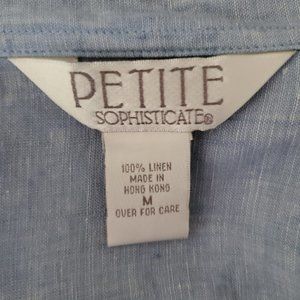 PETITE
SOPHISTICATE®
100% LINEN
MADE IN
HONG KONG
M
OVER FOR CARE